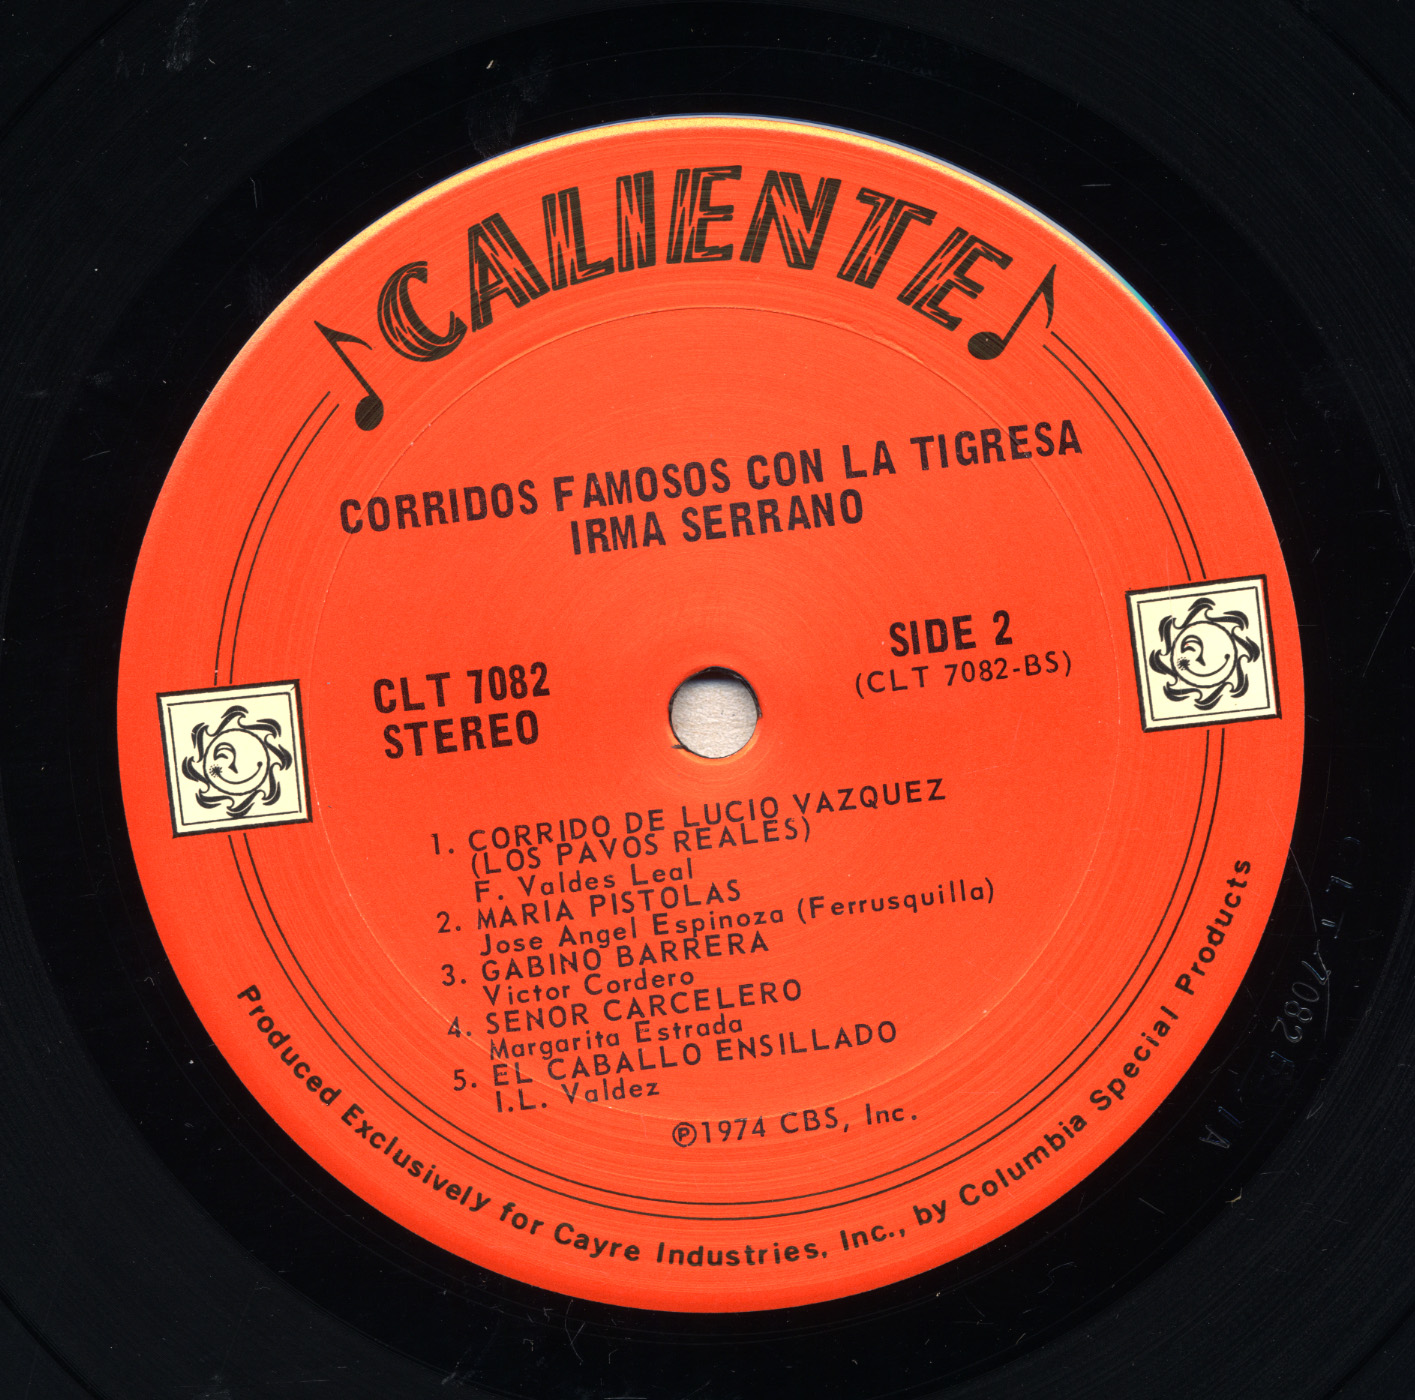 CALIENTE
CORRIDOS FAMOSOS CON LA TIGRESA
IRMA SERRANO
CLT 7082
STEREO
SIDE 2
(CLT 7082-BS)
1. CORRIDO DE LUCIO VAZQUEZ
(LOS PAVOS REALES)
F. Valdes Leal
2. MARIA PISTOLAS
Jose Angel Espinoza (Ferrusquilla)
3. GABINO BARRERA
Victor Cordero
4. SENOR CARCELERO
Margarita Estrada
5. EL CABALLO ENSILLADO
I.L. Valdez
℗1974 CBS, Inc.
Produced Exclusively for Cayre Industries, Inc., by Columbia Special Products